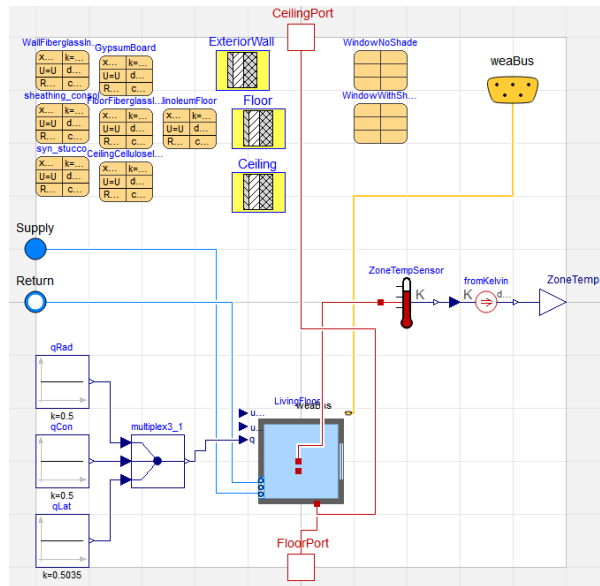 CeilingPort
WallFiberglassIn...
x... k=...
U=U d...
R... c...
GypsumBoard
x... k=...
U=U d...
R... c...
ExteriorWall
WindowNoShade
weaBus
sheathing_consol
x... k=...
U=U d...
R... c...
FloorFiberglassI...
x... k=...
U=U d...
R... c...
linoleumFloor
x... k=...
U=U d...
R... c...
Floor
WindowWithSh...
syn_stucco
x... k=...
U=U d...
R... c...
CeilingCelluloseI...
x... k=...
U=U d...
R... c...
Ceiling
Supply
Return
ZoneTempSensor
K
fromKelvin
K d...
ZoneTemp
qRad
k=0.5
qCon
k=0.5
qLat
k=0.5035
multiplex3_1
LivingFloor
weaBus
u...
u...
q
FloorPort